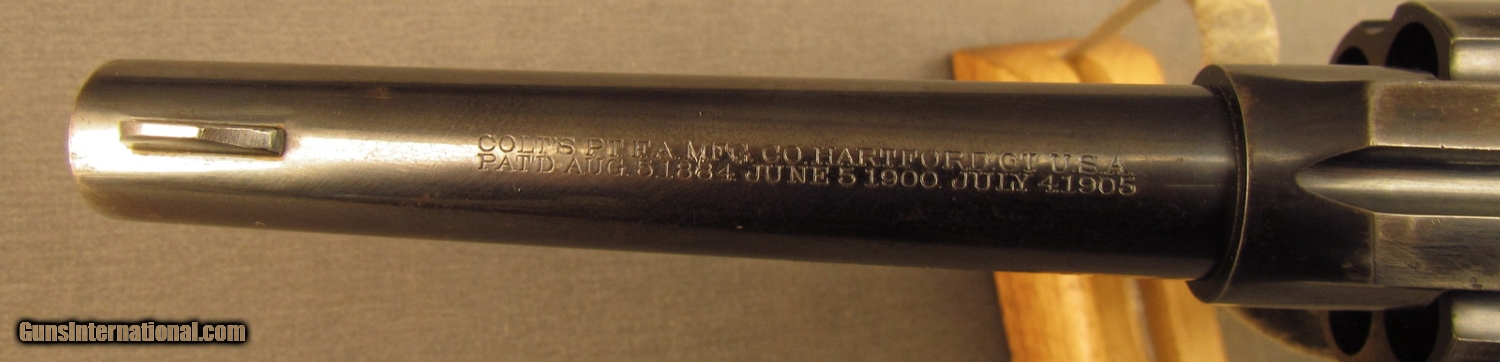 COLT'S PT. F.A. MFG. CO. HARTFORD. CT. U.S.A.
PAT'D AUG. 5, 1884, JUNE 5 1900, JULY 4 1905
GunsInternational.com